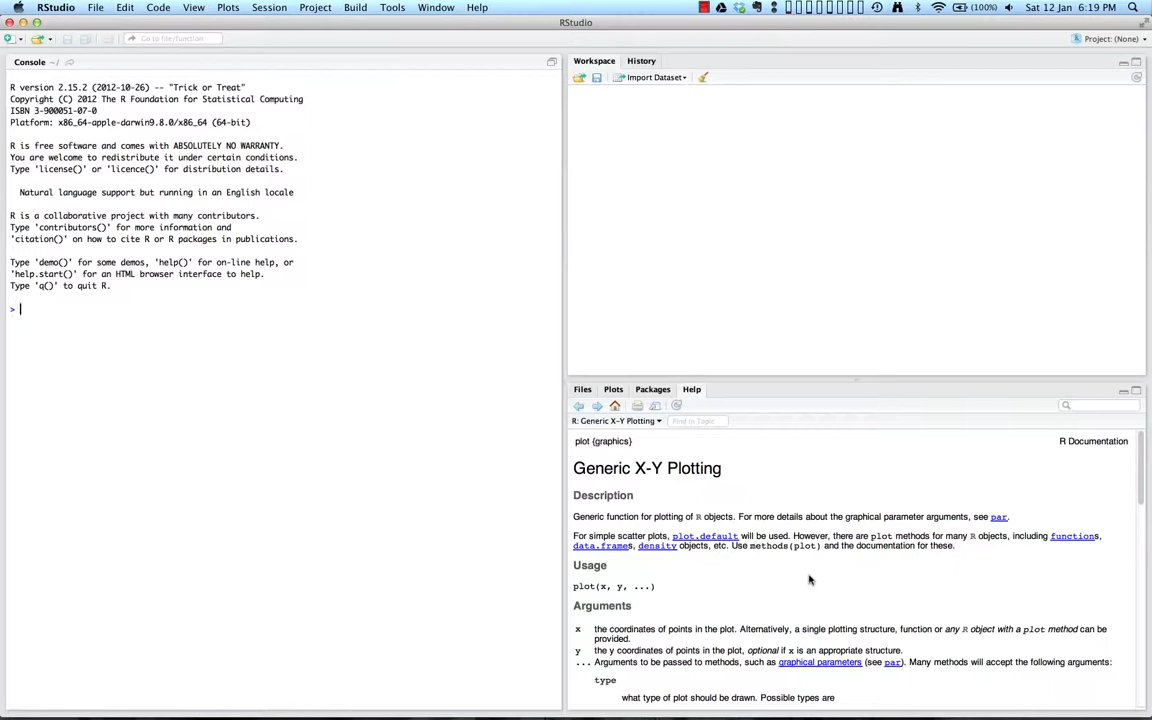 RStudio File Edit Code View Plots Session Project Build Tools Window Help (100%) Sat 12 Jan 6:19 PM
RStudio
Go to file/function Project: (None)
Console ~/
R version 2.15.2 (2012-10-26) -- "Trick or Treat"
Copyright (C) 2012 The R Foundation for Statistical Computing
ISBN 3-900051-07-0
Platform: x86_64-apple-darwin9.8.0/x86_64 (64-bit)
R is free software and comes with ABSOLUTELY NO WARRANTY.
You are welcome to redistribute it under certain conditions.
Type 'license()' or 'licence()' for distribution details.
Natural language support but running in an English locale
R is a collaborative project with many contributors.
Type 'contributors()' for more information and
'citation()' on how to cite R or R packages in publications.
Type 'demo()' for some demos, 'help()' for on-line help, or
'help.start()' for an HTML browser interface to help.
Type 'q()' to quit R.
>
Workspace History
Import Dataset
Files Plots Packages Help
R: Generic X-Y Plotting Find in Topic
plot {graphics} R Documentation
Generic X-Y Plotting
Description
Generic function for plotting of R objects. For more details about the graphical parameter arguments, see par.
For simple scatter plots, plot.default will be used. However, there are plot methods for many R objects, including functions,
data.frames, density objects, etc. Use methods(plot) and the documentation for these.
Usage
plot(x, y, ...)
Arguments
x the coordinates of points in the plot. Alternatively, a single plotting structure, function or any R object with a plot method can be
provided.
y the y coordinates of points in the plot, optional if x is an appropriate structure.
... Arguments to be passed to methods, such as graphical parameters (see par). Many methods will accept the following arguments:
type
what type of plot should be drawn. Possible types are